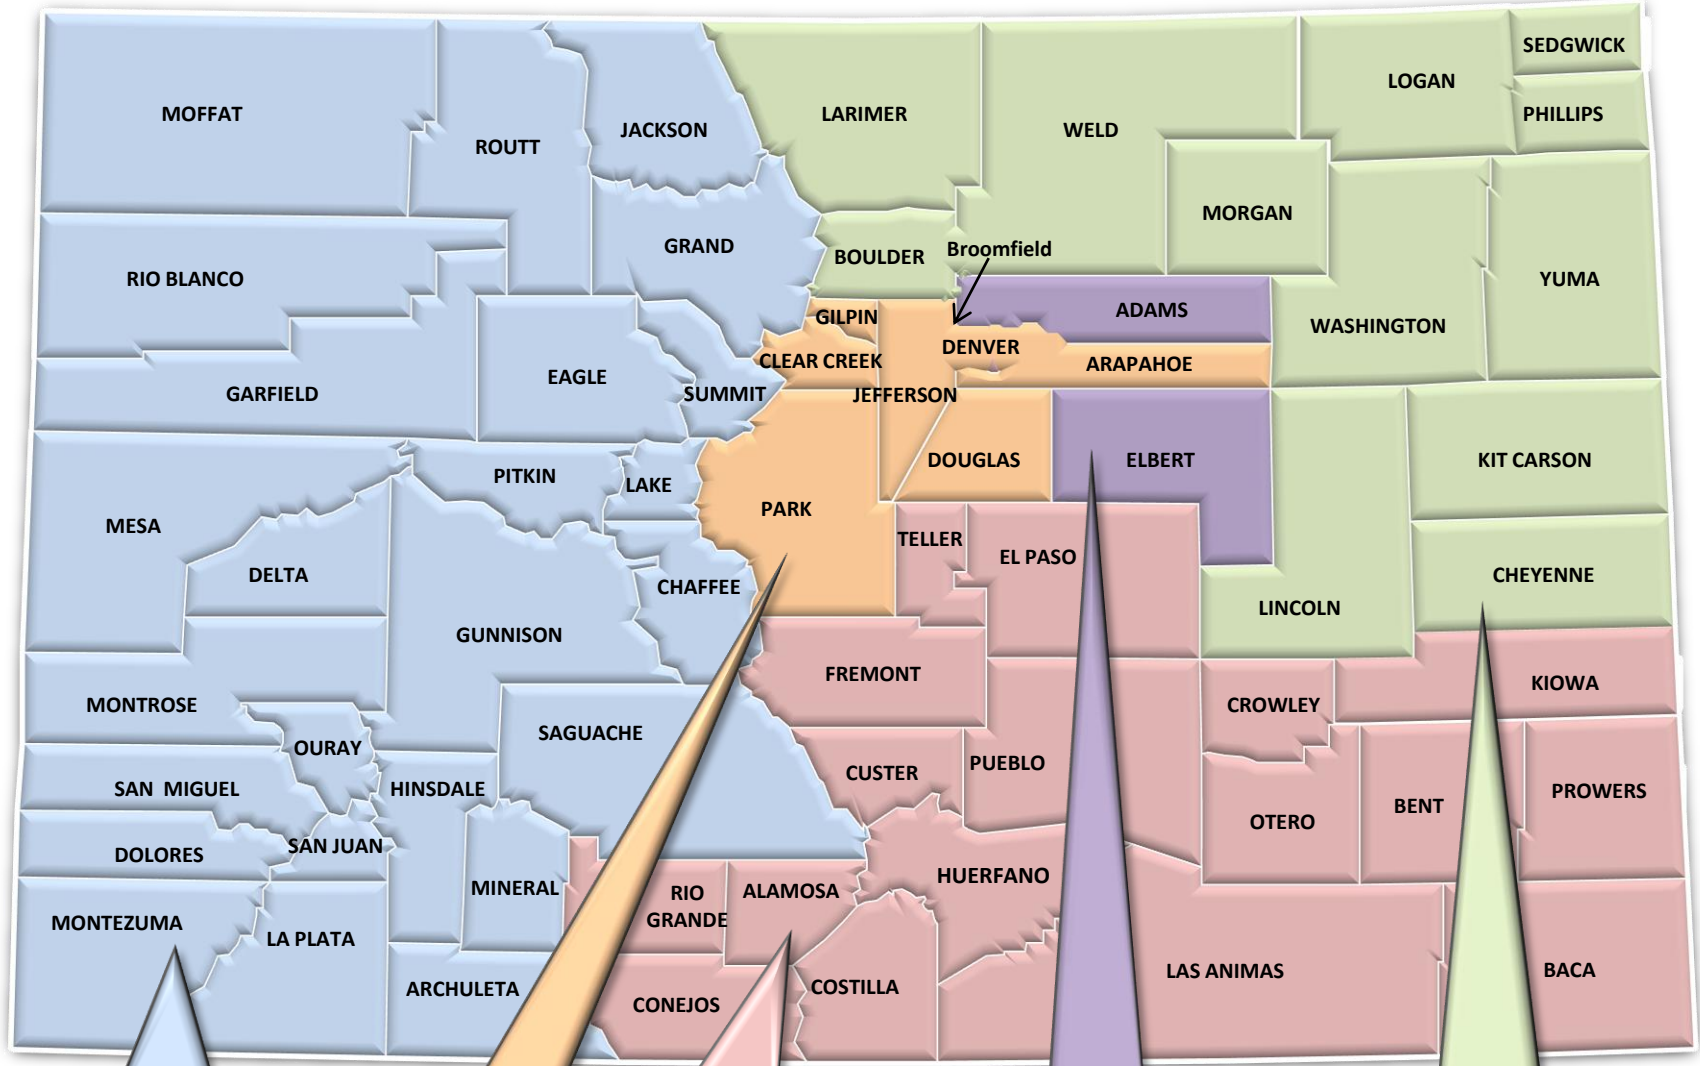 SEDGWICK
LOGAN
MOFFAT
LARIMER
PHILLIPS
JACKSON
WELD
ROUTT
MORGAN
GRAND
Broomfield
BOULDER
RIO BLANCO
YUMA
ADAMS
GILPIN
WASHINGTON
DENVER
CLEAR CREEK
ARAPAHOE
EAGLE
GARFIELD
SUMMIT
JEFFERSON
DOUGLAS
ELBERT
KIT CARSON
PITKIN
LAKE
PARK
MESA
TELLER
EL PASO
DELTA
CHEYENNE
CHAFFEE
LINCOLN
GUNNISON
FREMONT
KIOWA
MONTROSE
CROWLEY
SAGUACHE
OURAY
PUEBLO
CUSTER
SAN MIGUEL
HINSDALE
PROWERS
BENT
OTERO
SAN JUAN
DOLORES
HUERFANO
MINERAL
RIO
GRANDE
ALAMOSA
MONTEZUMA
LA PLATA
LAS ANIMAS
BACA
ARCHULETA
COSTILLA
CONEJOS